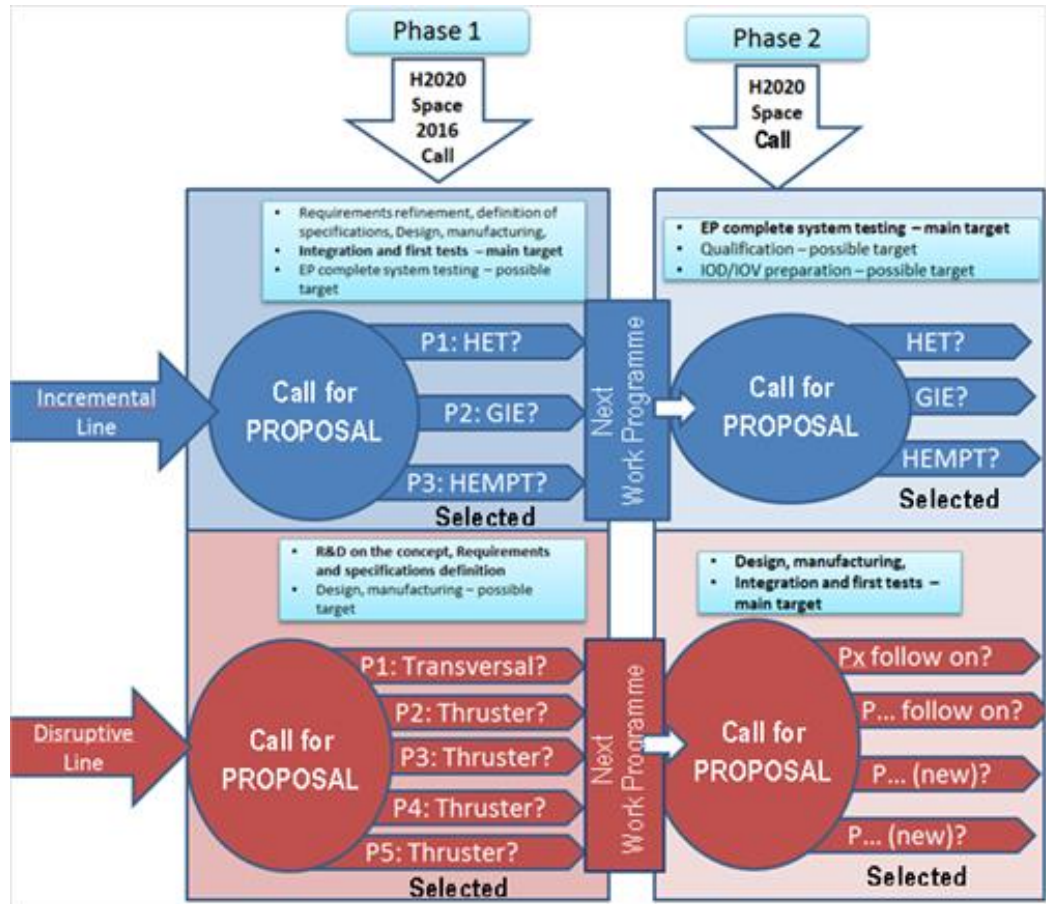 Phase 1
Phase 2
H2020
Space
2016
Call
H2020
Space
Call
• Requirements refinement, definition of
specifications, Design, manufacturing,
• Integration and first tests – main target
• EP complete system testing – possible
target
• EP complete system testing – main target
• Qualification – possible target
• IOD/IOV preparation – possible target
Incremental
Line
Call for
PROPOSAL
P1: HET?
P2: GIE?
P3: HEMPT?
Selected
Next
Work Programme
Call for
PROPOSAL
HET?
GIE?
HEMPT?
Selected
• R&D on the concept, Requirements
and specifications definition
• Design, manufacturing – possible
target
• Design, manufacturing,
• Integration and first tests –
main target
Disruptive
Line
Call for
PROPOSAL
P1: Transversal?
P2: Thruster?
P3: Thruster?
P4: Thruster?
P5: Thruster?
Selected
Next
Work Programme
Call for
PROPOSAL
Px follow on?
P... follow on?
P... (new)?
P... (new)?
Selected